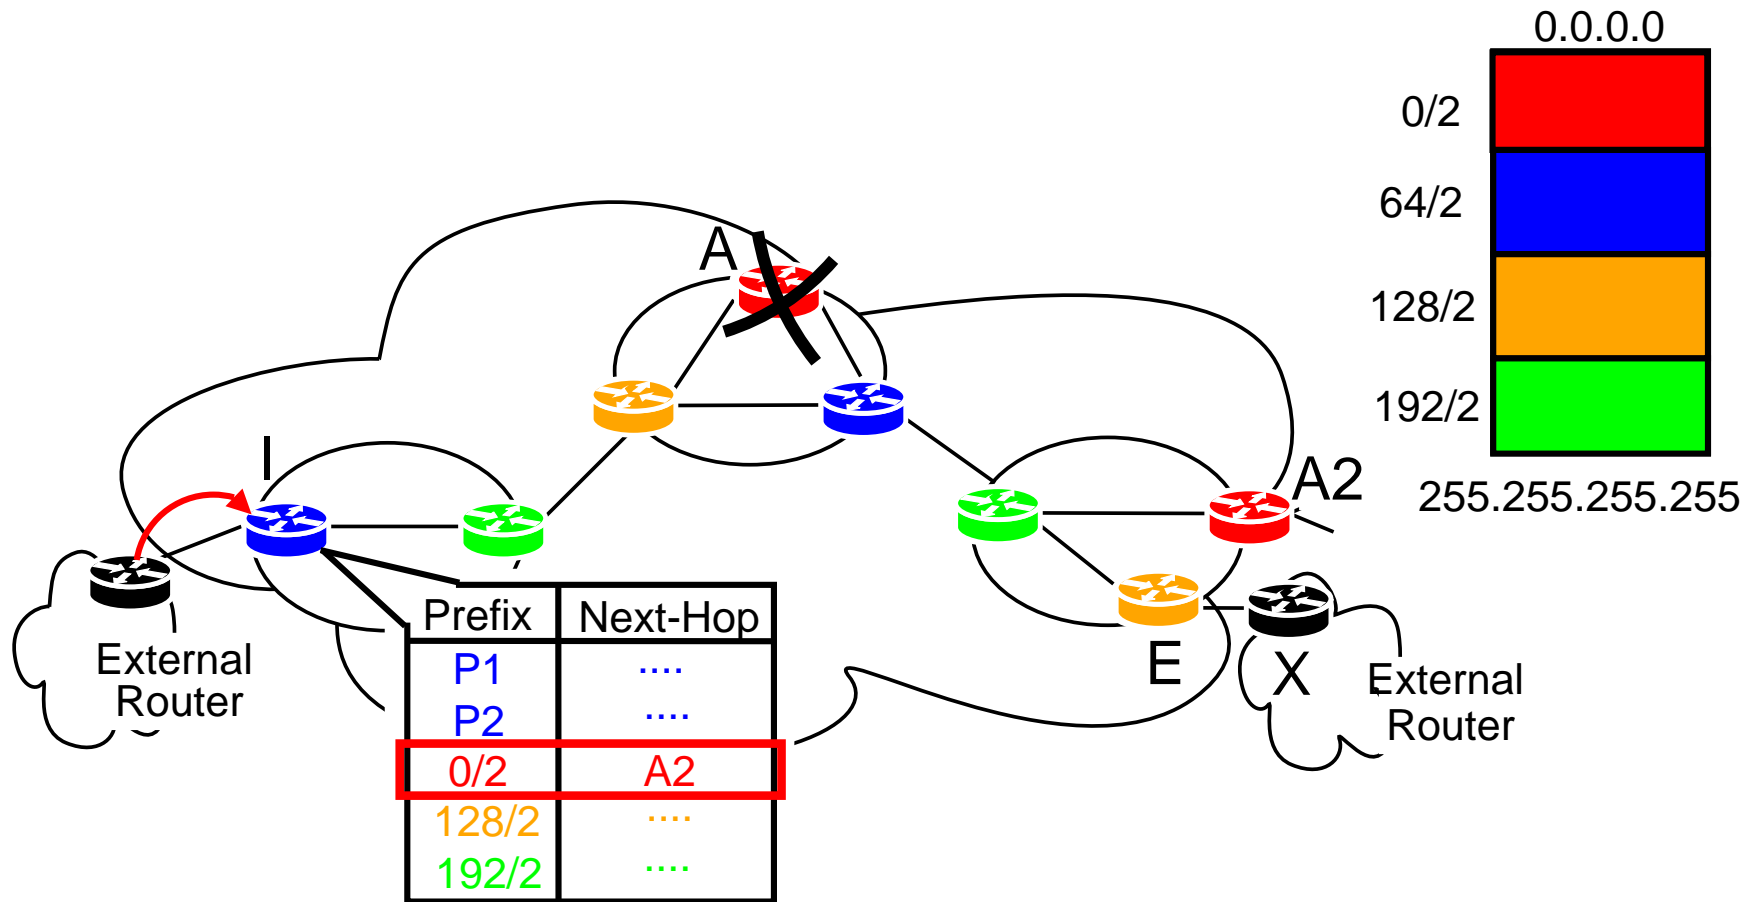 0.0.0.0
0/2
64/2
128/2
192/2
255.255.255.255
A
I
A2
E
X
External
Router
External
Router
Prefix Next-Hop
P1 ....
P2 ....
0/2 A2
128/2 ....
192/2 ....